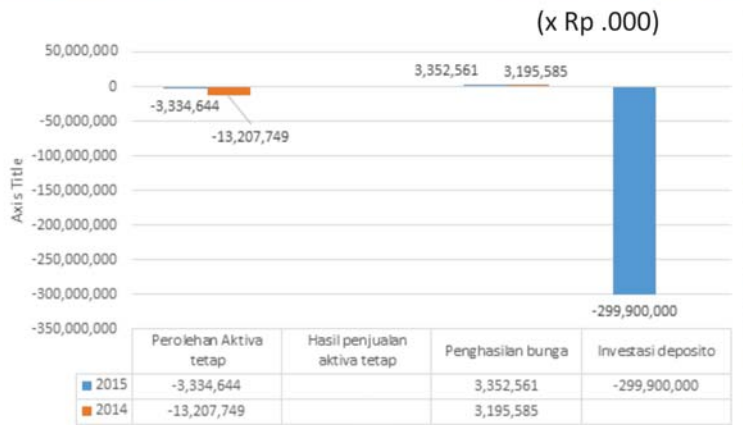 (x Rp .000)
50,000,000
0
-50,000,000
-100,000,000
-150,000,000
-200,000,000
-250,000,000
-300,000,000
-350,000,000
Axis Title
-3,334,644
-13,207,749
3,352,561
3,195,585
-299,900,000
Perolehan Aktiva tetap
Hasil penjualan aktiva tetap
Penghasilan bunga
Investasi deposito
2015 -3,334,644 3,352,561 -299,900,000
2014 -13,207,749 3,195,585